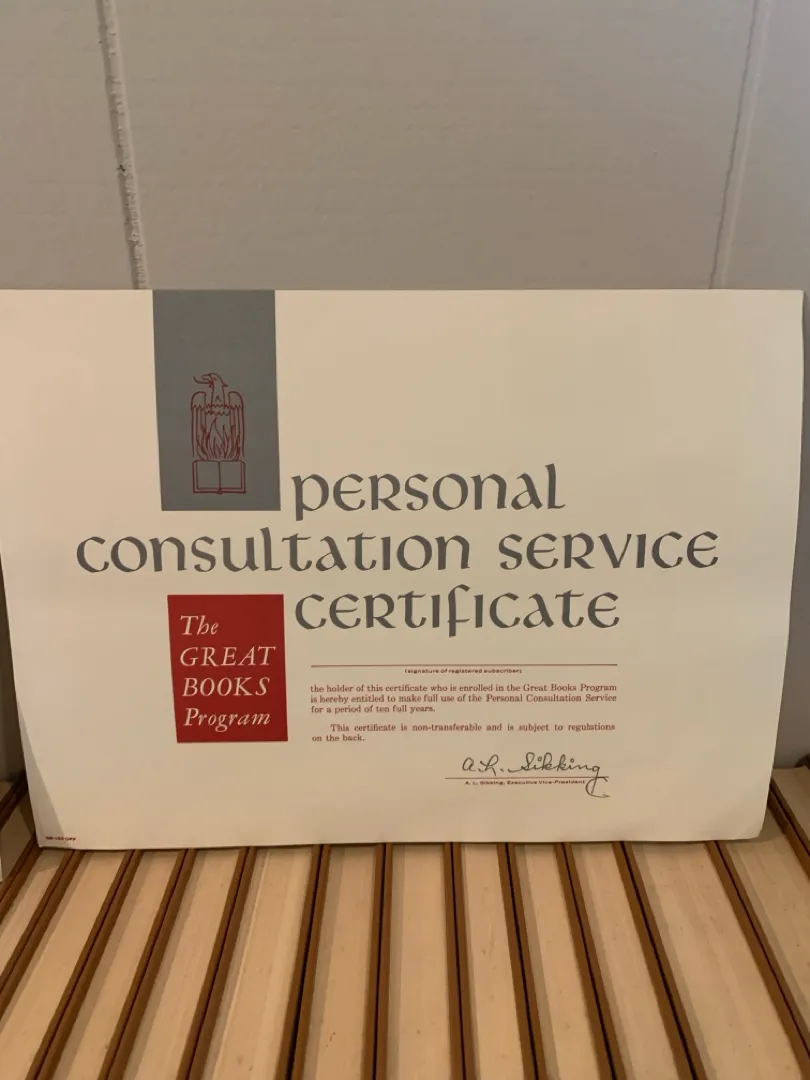 PERSONAL
CONSULTATION SERVICE
CERTIFICATE
The
GREAT
BOOKS
Program
(signature of registered subscriber)
the holder of this certificate who is enrolled in the Great Books Program
is hereby entitled to make full use of the Personal Consultation Service
for a period of ten full years.
This certificate is non-transferable and is subject to regulations
on the back.
A. L. Sikking
A. L. Sikking, Executive Vice-President